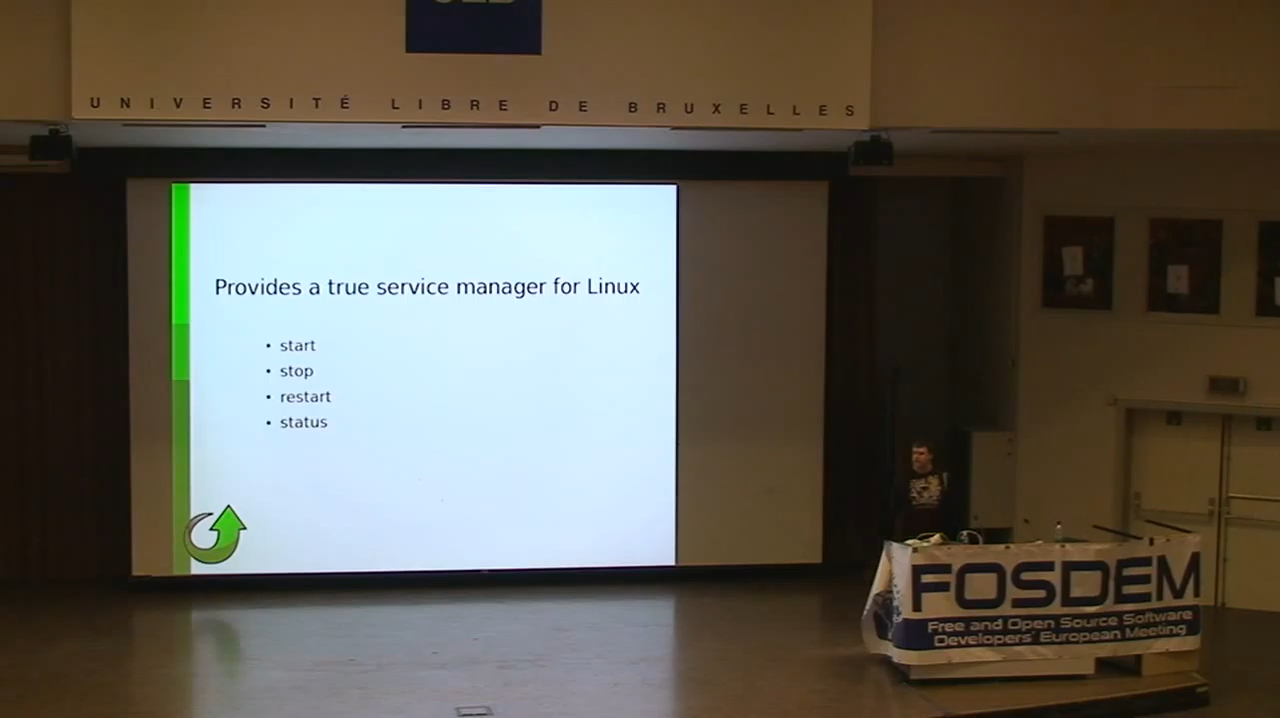 UNIVERSITÉ LIBRE DE BRUXELLES
Provides a true service manager for Linux
• start
• stop
• restart
• status
FOSDEM
Free and Open Source Software
Developers' European Meeting